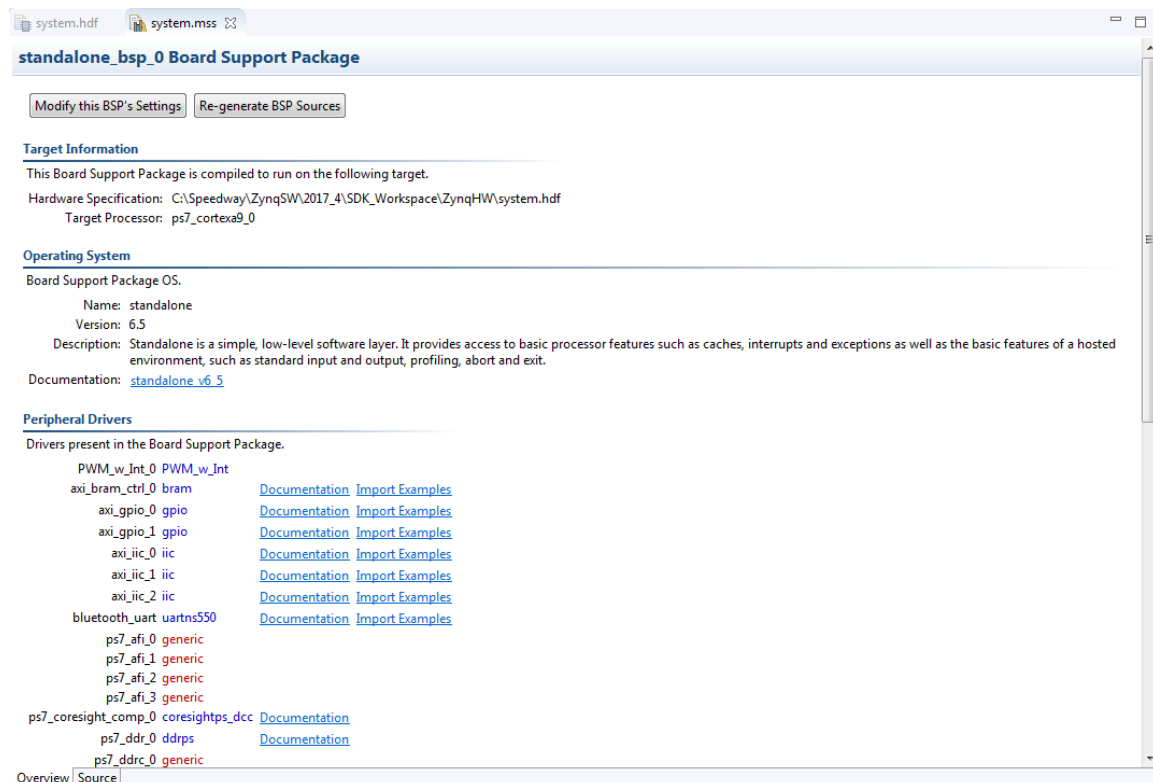 system.hdf system.mss
standalone_bsp_0 Board Support Package
Modify this BSP's Settings Re-generate BSP Sources
Target Information
This Board Support Package is compiled to run on the following target.
Hardware Specification: C:\Speedway\ZynqSW\2017_4\SDK_Workspace\ZynqHW\system.hdf
Target Processor: ps7_cortexa9_0
Operating System
Board Support Package OS.
Name: standalone
Version: 6.5
Description: Standalone is a simple, low-level software layer. It provides access to basic processor features such as caches, interrupts and exceptions as well as the basic features of a hosted
environment, such as standard input and output, profiling, abort and exit.
Documentation: standalone_v6_5
Peripheral Drivers
Drivers present in the Board Support Package.
PWM_w_Int_0 PWM_w_Int
axi_bram_ctrl_0 bram Documentation Import Examples
axi_gpio_0 gpio Documentation Import Examples
axi_gpio_1 gpio Documentation Import Examples
axi_iic_0 iic Documentation Import Examples
axi_iic_1 iic Documentation Import Examples
axi_iic_2 iic Documentation Import Examples
bluetooth_uart uartns550 Documentation Import Examples
ps7_afi_0 generic
ps7_afi_1 generic
ps7_afi_2 generic
ps7_afi_3 generic
ps7_coresight_comp_0 coresightps_dcc Documentation
ps7_ddr_0 ddrps Documentation
ps7_ddrc_0 generic
Overview Source